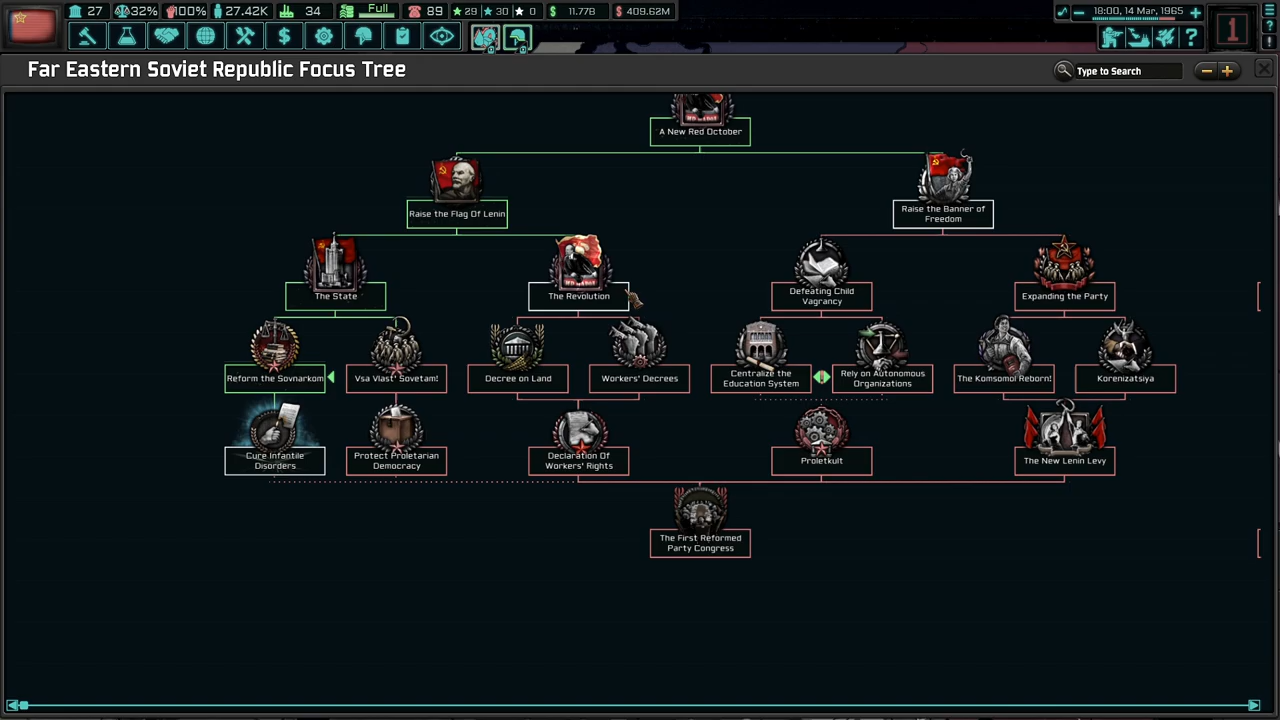 27 32% 100% 27.42K 34 Full 89 29 30 0 $ 11.77B $ 409.62M 18:00, 14 Mar, 1965
1
Far Eastern Soviet Republic Focus Tree Type to Search
A New Red October
Raise the Flag Of Lenin
Raise the Banner of
Freedom
The State
The Revolution
Defeating Child
Vagrancy
Expanding the Party
Reform the Sovnarkom
Vsa Vlast' Sovetam!
Decree on Land
Workers' Decrees
Centralize the
Education System
Rely on Autonomous
Organizations
The Komsomol Reborn!
Korenizatsiya
Cure Infantile
Disorders
Protect Proletarian
Democracy
Declaration Of
Workers' Rights
Proletkult
The New Lenin Levy
The First Reformed
Party Congress